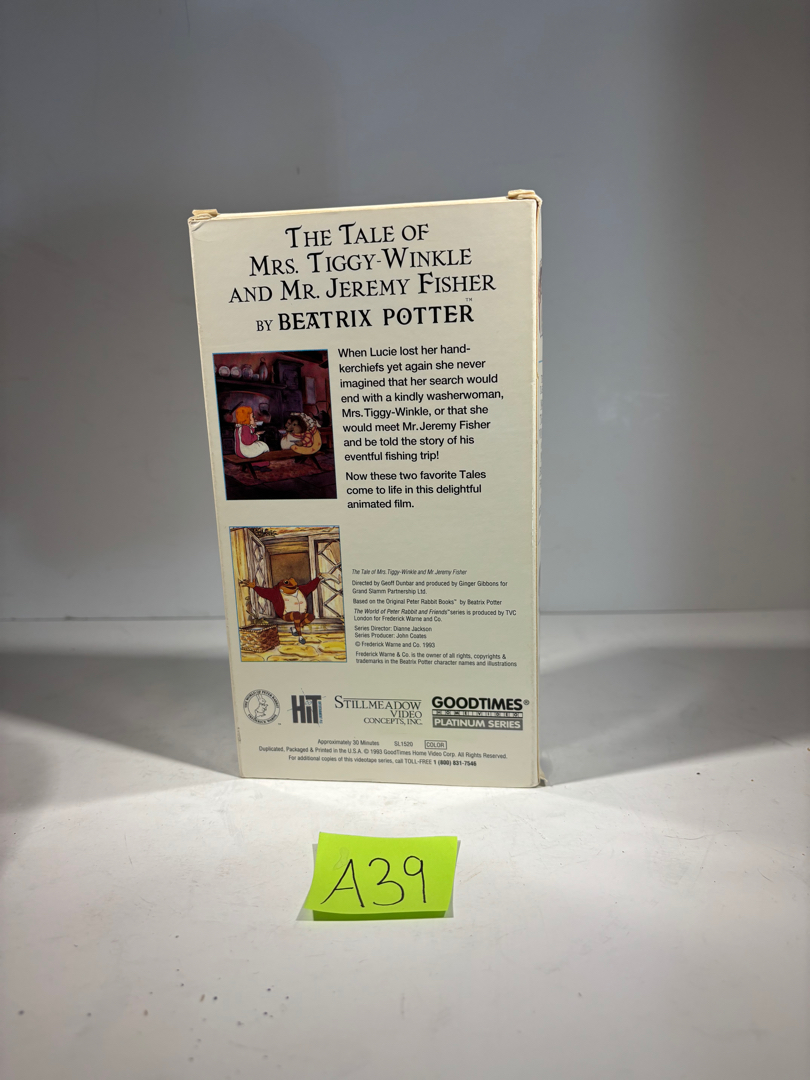 THE TALE OF
MRS. TIGGY-WINKLE
AND MR. JEREMY FISHER
BY BEATRIX POTTER™
When Lucie lost her hand-
kerchiefs yet again she never
imagined that her search would
end with a kindly washerwoman,
Mrs. Tiggy-Winkle, or that she
would meet Mr. Jeremy Fisher
and be told the story of his
eventful fishing trip!
Now these two favorite Tales
come to life in this delightful
animated film.
The Tale of Mrs. Tiggy-Winkle and Mr Jeremy Fisher
Directed by Geoff Dunbar and produced by Ginger Gibbons for
Grand Slamm Partnership Ltd.
Based on the Original Peter Rabbit Books™ by Beatrix Potter
The World of Peter Rabbit and Friends™ series is produced by TVC
London for Frederick Warne and Co.
Series Director: Dianne Jackson
Series Producer: John Coates
© Frederick Warne and Co. 1993
Frederick Warne & Co. is the owner of all rights, copyrights &
trademarks in the Beatrix Potter character names and illustrations
HIT
STILLMEADOW
VIDEO
CONCEPTS, INC.
GOODTIMES®
HOME VIDEO
PLATINUM SERIES
Approximately 30 Minutes SL1520 COLOR
Duplicated, Packaged & Printed in the U.S.A. © 1993 GoodTimes Home Video Corp. All Rights Reserved.
For additional copies of this videotape series, call TOLL-FREE 1 (800) 831-7546
A39